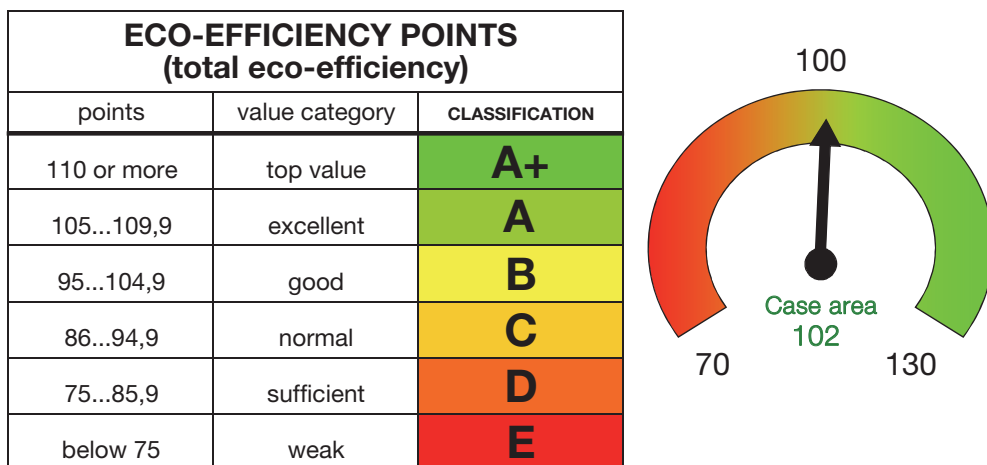 ECO-EFFICIENCY POINTS
(total eco-efficiency)
points value category CLASSIFICATION
110 or more top value A+
105...109,9 excellent A
95...104,9 good B
86...94,9 normal C
75...85,9 sufficient D
below 75 weak E
100
Case area
102
70 130